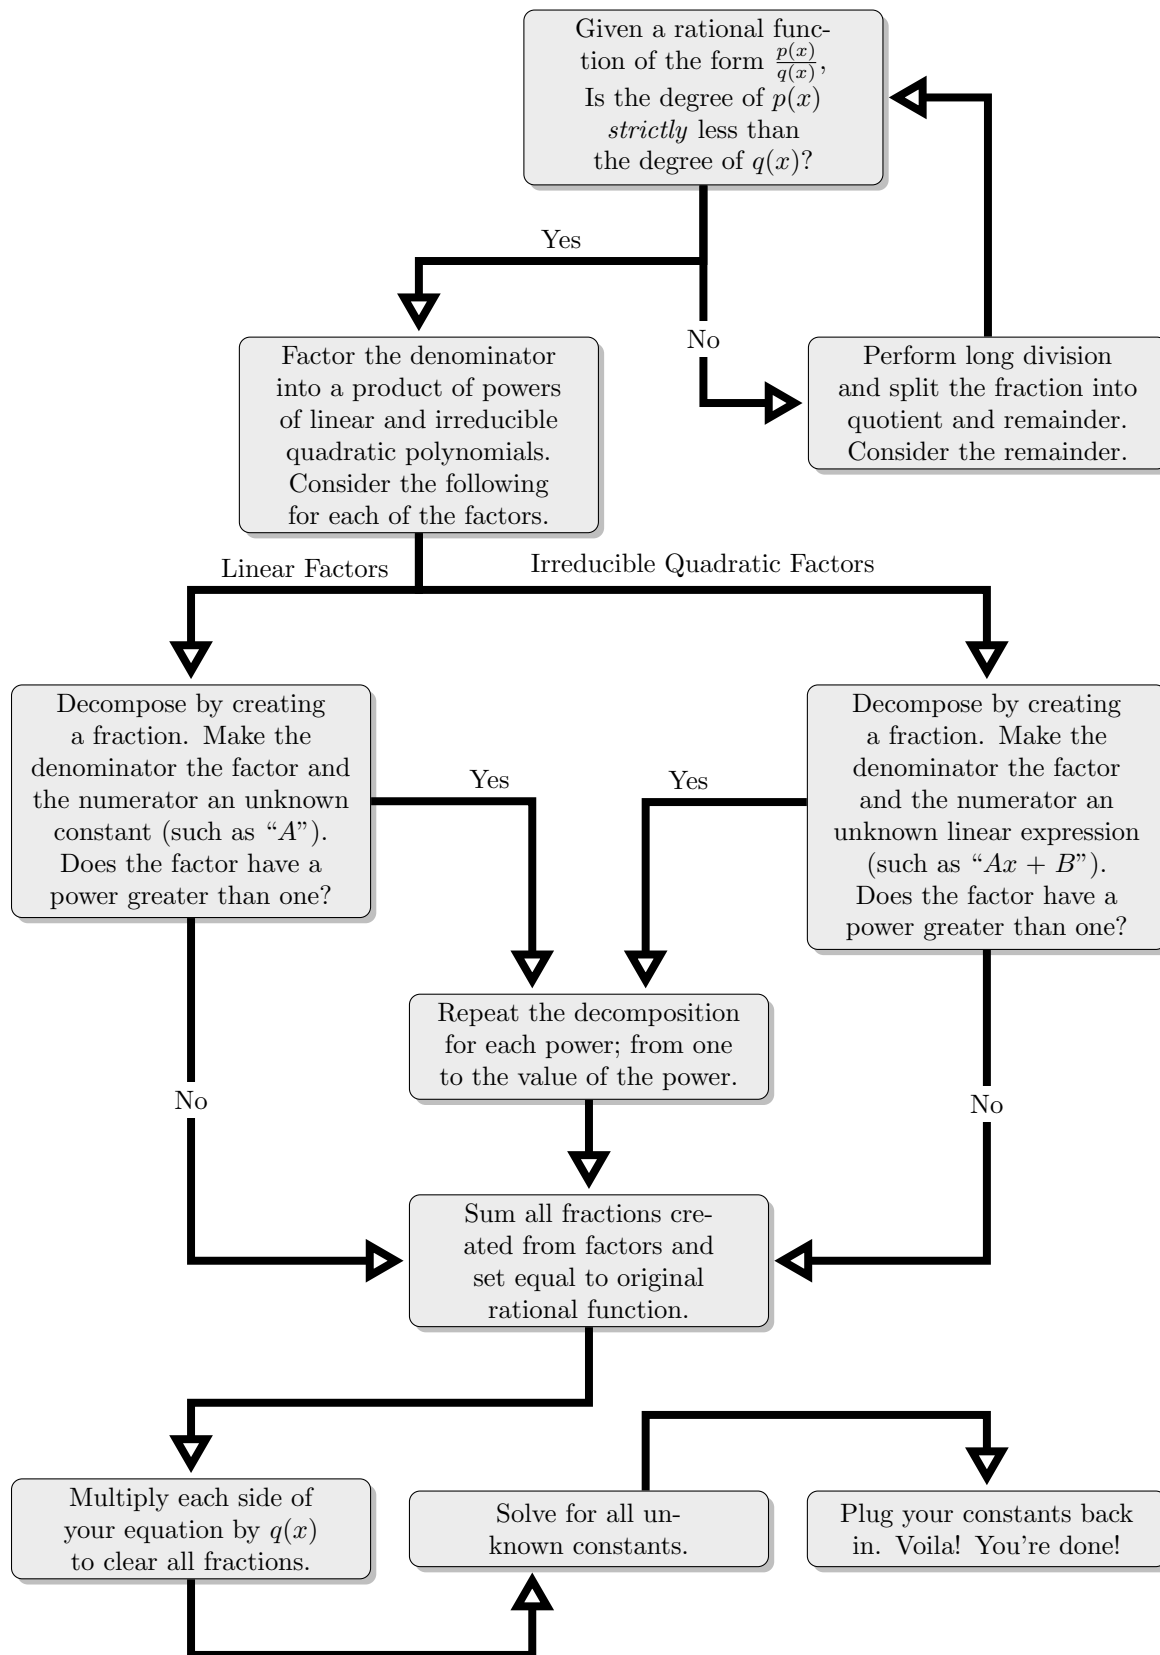 Given a rational func-
tion of the form p(x)/q(x),
Is the degree of p(x)
strictly less than
the degree of q(x)?
Yes
No
Factor the denominator
into a product of powers
of linear and irreducible
quadratic polynomials.
Consider the following
for each of the factors.
Perform long division
and split the fraction into
quotient and remainder.
Consider the remainder.
Linear Factors
Irreducible Quadratic Factors
Decompose by creating
a fraction. Make the
denominator the factor and
the numerator an unknown
constant (such as “A”).
Does the factor have a
power greater than one?
Yes
Yes
Decompose by creating
a fraction. Make the
denominator the factor
and the numerator an
unknown linear expression
(such as “Ax + B”).
Does the factor have a
power greater than one?
Repeat the decomposition
for each power; from one
to the value of the power.
No
No
Sum all fractions cre-
ated from factors and
set equal to original
rational function.
Multiply each side of
your equation by q(x)
to clear all fractions.
Solve for all un-
known constants.
Plug your constants back
in. Voila! You're done!